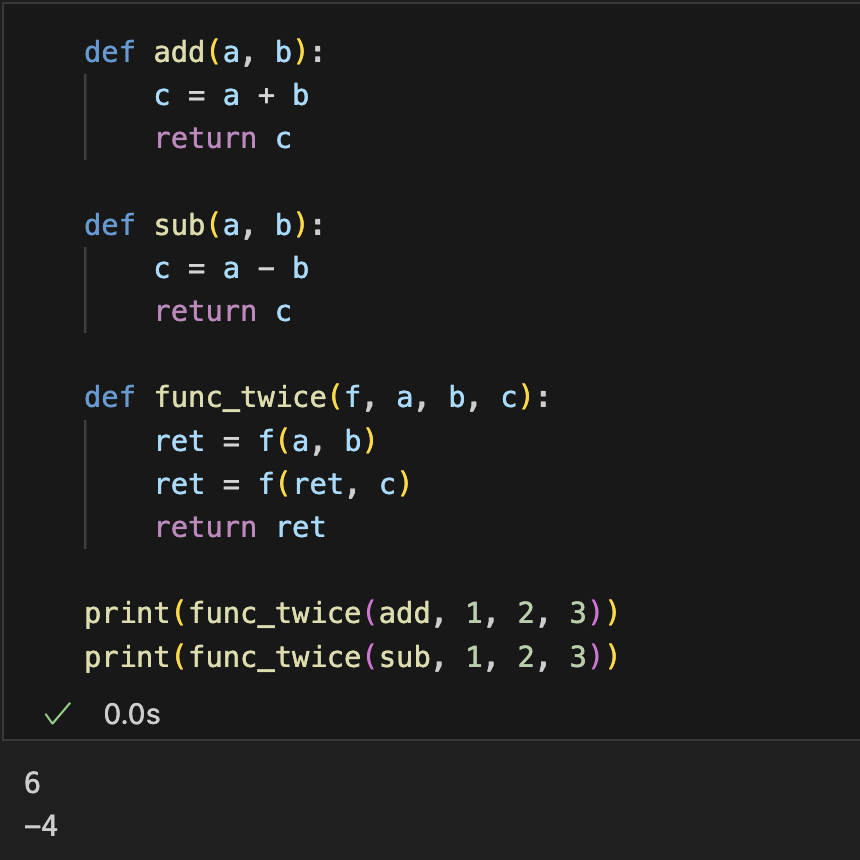 def add(a, b):
    c = a + b
    return c

def sub(a, b):
    c = a - b
    return c

def func_twice(f, a, b, c):
    ret = f(a, b)
    ret = f(ret, c)
    return ret

print(func_twice(add, 1, 2, 3))
print(func_twice(sub, 1, 2, 3))
✓ 0.0s
6
-4